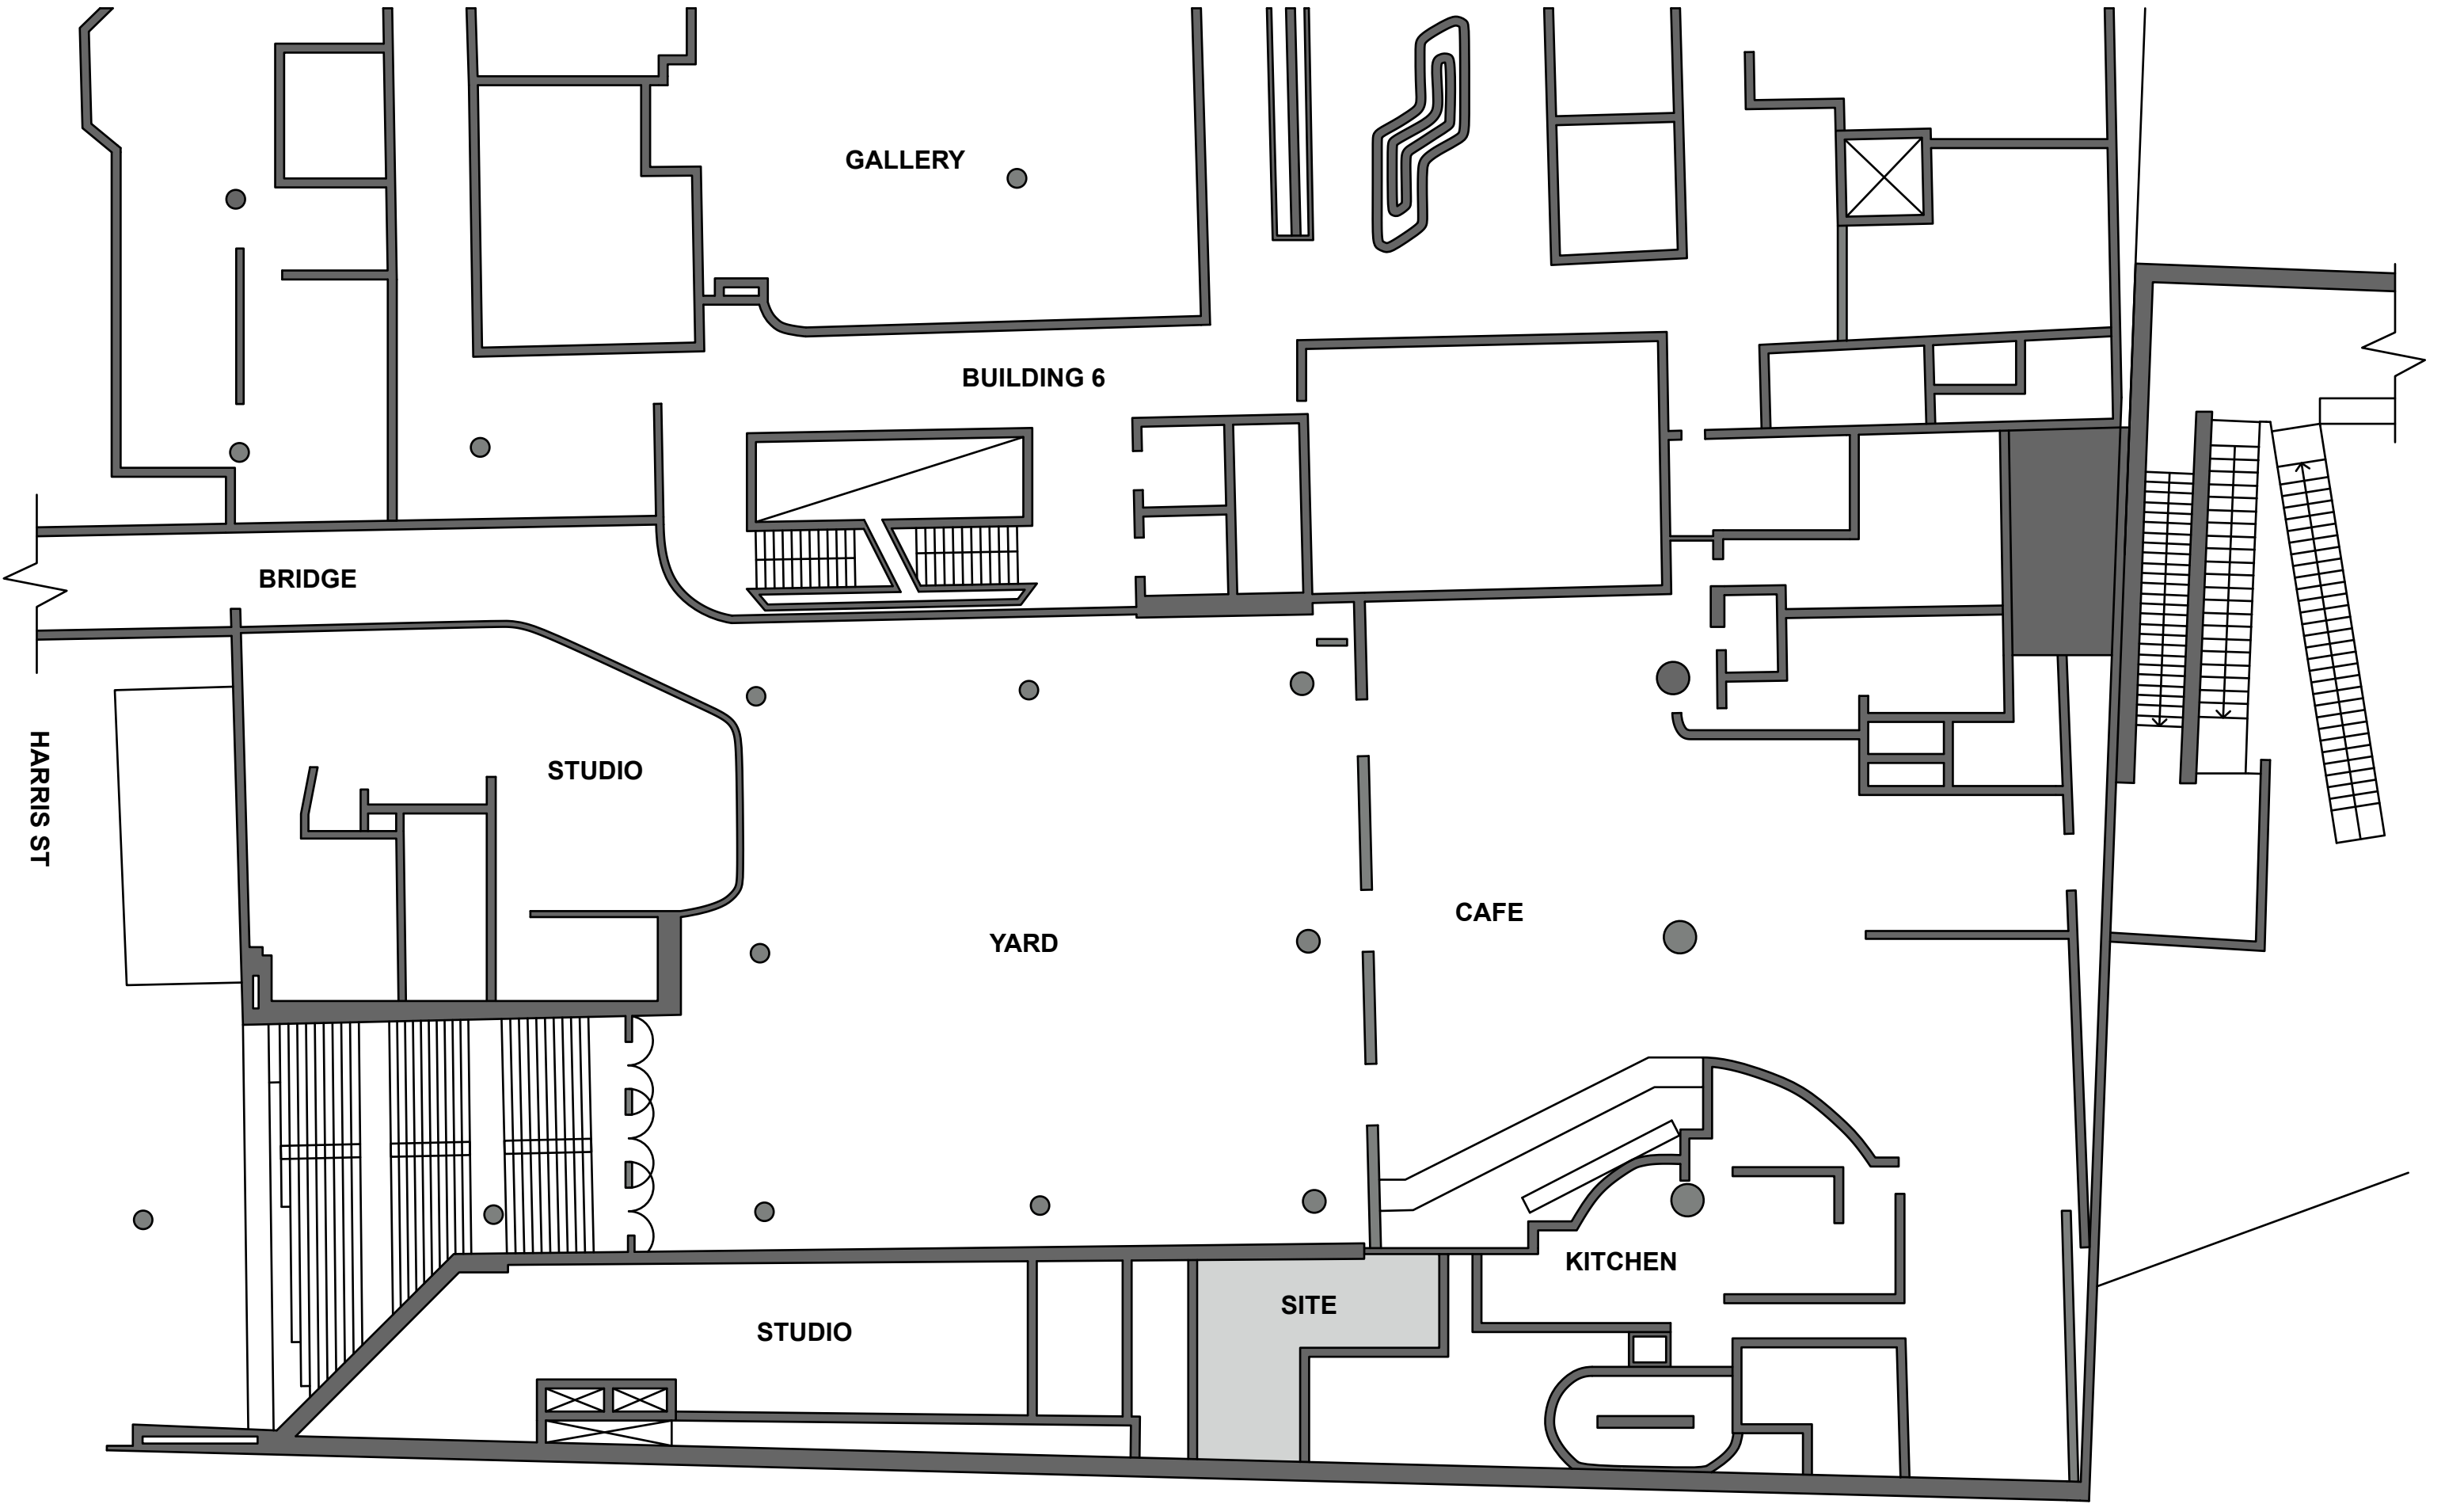 GALLERY
BUILDING 6
BRIDGE
HARRIS ST
STUDIO
YARD
CAFE
KITCHEN
SITE
STUDIO